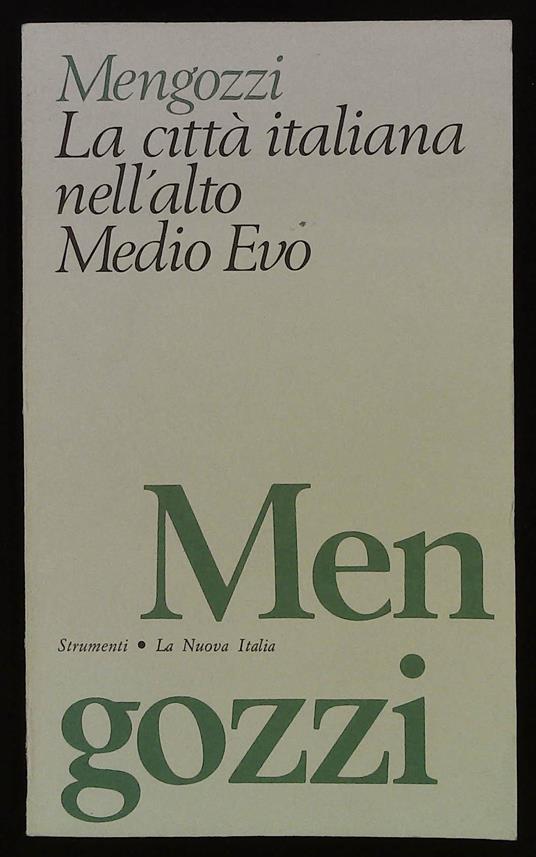 Mengozzi
La città italiana
nell'alto
Medio Evo
Men
Strumenti • La Nuova Italia
gozzi